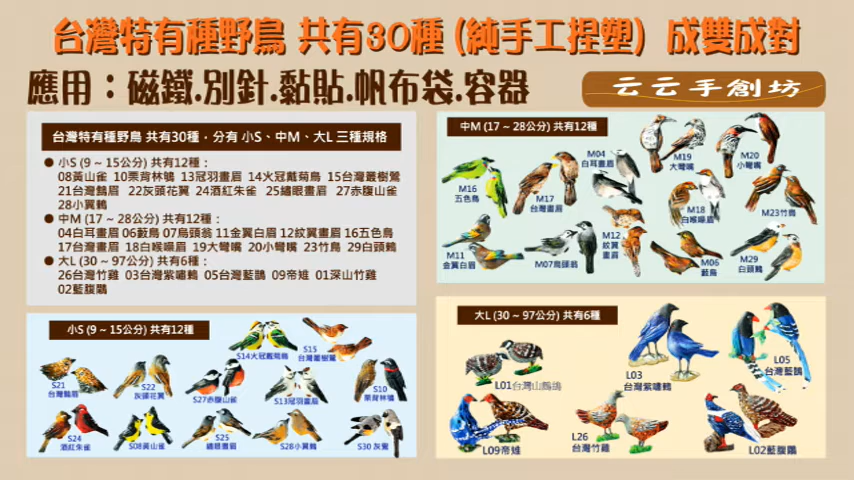 台灣特有種野鳥 共有30種 (純手工捏塑) 成雙成對
應用：磁鐵.別針.黏貼.帆布袋.容器
云云手創坊
台灣特有種野鳥 共有30種，分有 小S、中M、大L 三種規格
● 小S (9 ~ 15公分) 共有12種：
08黃山雀 10栗背林鴝 13冠羽畫眉 14火冠戴菊鳥 15台灣叢樹鶯
21台灣鷦眉 22灰頭花翼 24酒紅朱雀 25繡眼畫眉 27赤腹山雀
28小翼鶇
● 中M (17 ~ 28公分) 共有12種：
04白耳畫眉 06藪鳥 07烏頭翁 11金翼白眉 12紋翼畫眉 16五色鳥
17台灣畫眉 18白喉噪眉 19大彎嘴 20小彎嘴 23竹鳥 29白頭鶇
● 大L (30 ~ 97公分) 共有6種：
26台灣竹雞 03台灣紫嘯鶇 05台灣藍鵲 09帝雉 01深山竹雞
02藍腹鷴
小S (9 ~ 15公分) 共有12種
S14火冠戴菊鳥
S15
台灣叢樹鶯
S21
台灣鷦眉
S22
灰頭花翼
S27赤腹山雀
S13冠羽畫眉
S10
栗背林鴝
S24
酒紅朱雀
S08黃山雀
S25
繡眼畫眉
S28小翼鶇
S30灰鷽
中M (17 ~ 28公分) 共有12種
M16
五色鳥
M17
台灣畫眉
M04
白耳畫眉
M19
大彎嘴
M20
小彎嘴
M18
白喉噪眉
M23竹鳥
M11
金翼白眉
M07烏頭翁
M12
紋翼
畫眉
M06
藪鳥
M29
白頭鶇
大L (30 ~ 97公分) 共有6種
L01台灣山鷓鴣
L03
台灣紫嘯鶇
L05
台灣藍鵲
L09帝雉
L26
台灣竹雞
L02藍腹鷴